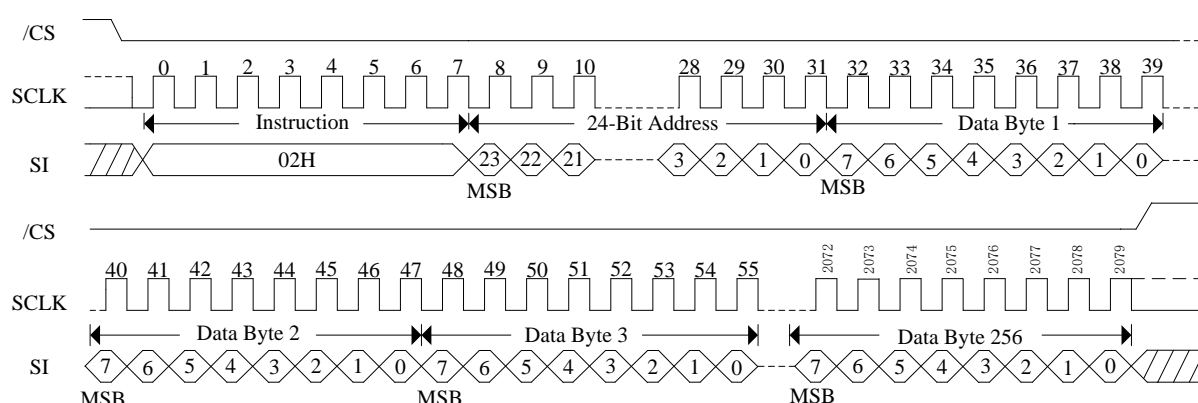 /CS
0 1 2 3 4 5 6 7 8 9 10 28 29 30 31 32 33 34 35 36 37 38 39
SCLK
Instruction 24-Bit Address Data Byte 1
SI 02H 23 22 21 3 2 1 0 7 6 5 4 3 2 1 0
MSB MSB
/CS
40 41 42 43 44 45 46 47 48 49 50 51 52 53 54 55 2072 2073 2074 2075 2076 2077 2078 2079
SCLK
Data Byte 2 Data Byte 3 Data Byte 256
SI 7 6 5 4 3 2 1 0 7 6 5 4 3 2 1 0 7 6 5 4 3 2 1 0
MSB MSB MSB